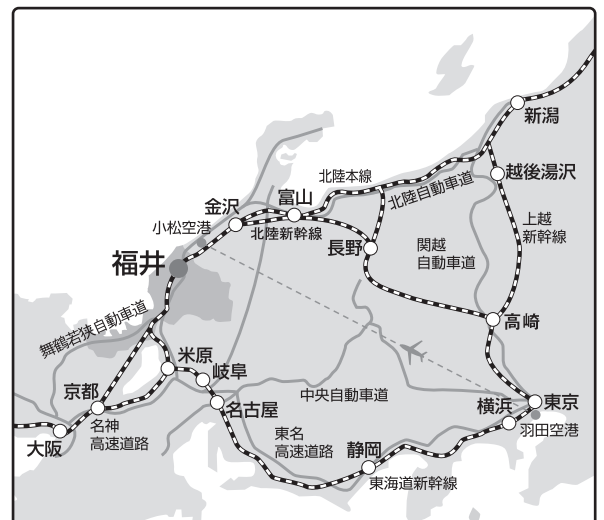 新潟
越後湯沢
北陸本線
北陸自動車道
富山
金沢
小松空港
北陸新幹線
上越
新幹線
長野
関越
自動車道
福井
舞鶴若狭自動車道
高崎
米原
岐阜
京都
中央自動車道
名古屋
横浜
東京
名神
高速道路
大阪
東名
高速道路
静岡
羽田空港
東海道新幹線